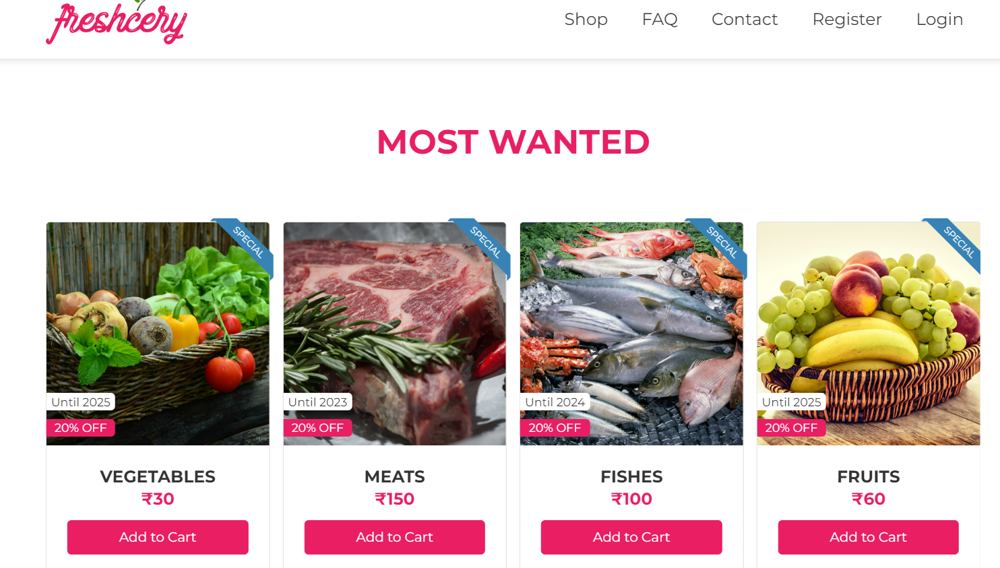 freshcery
Shop FAQ Contact Register Login
MOST WANTED
SPECIAL
Until 2025
20% OFF
VEGETABLES
₹30
Add to Cart
SPECIAL
Until 2023
20% OFF
MEATS
₹150
Add to Cart
SPECIAL
Until 2024
20% OFF
FISHES
₹100
Add to Cart
SPECIAL
Until 2025
20% OFF
FRUITS
₹60
Add to Cart